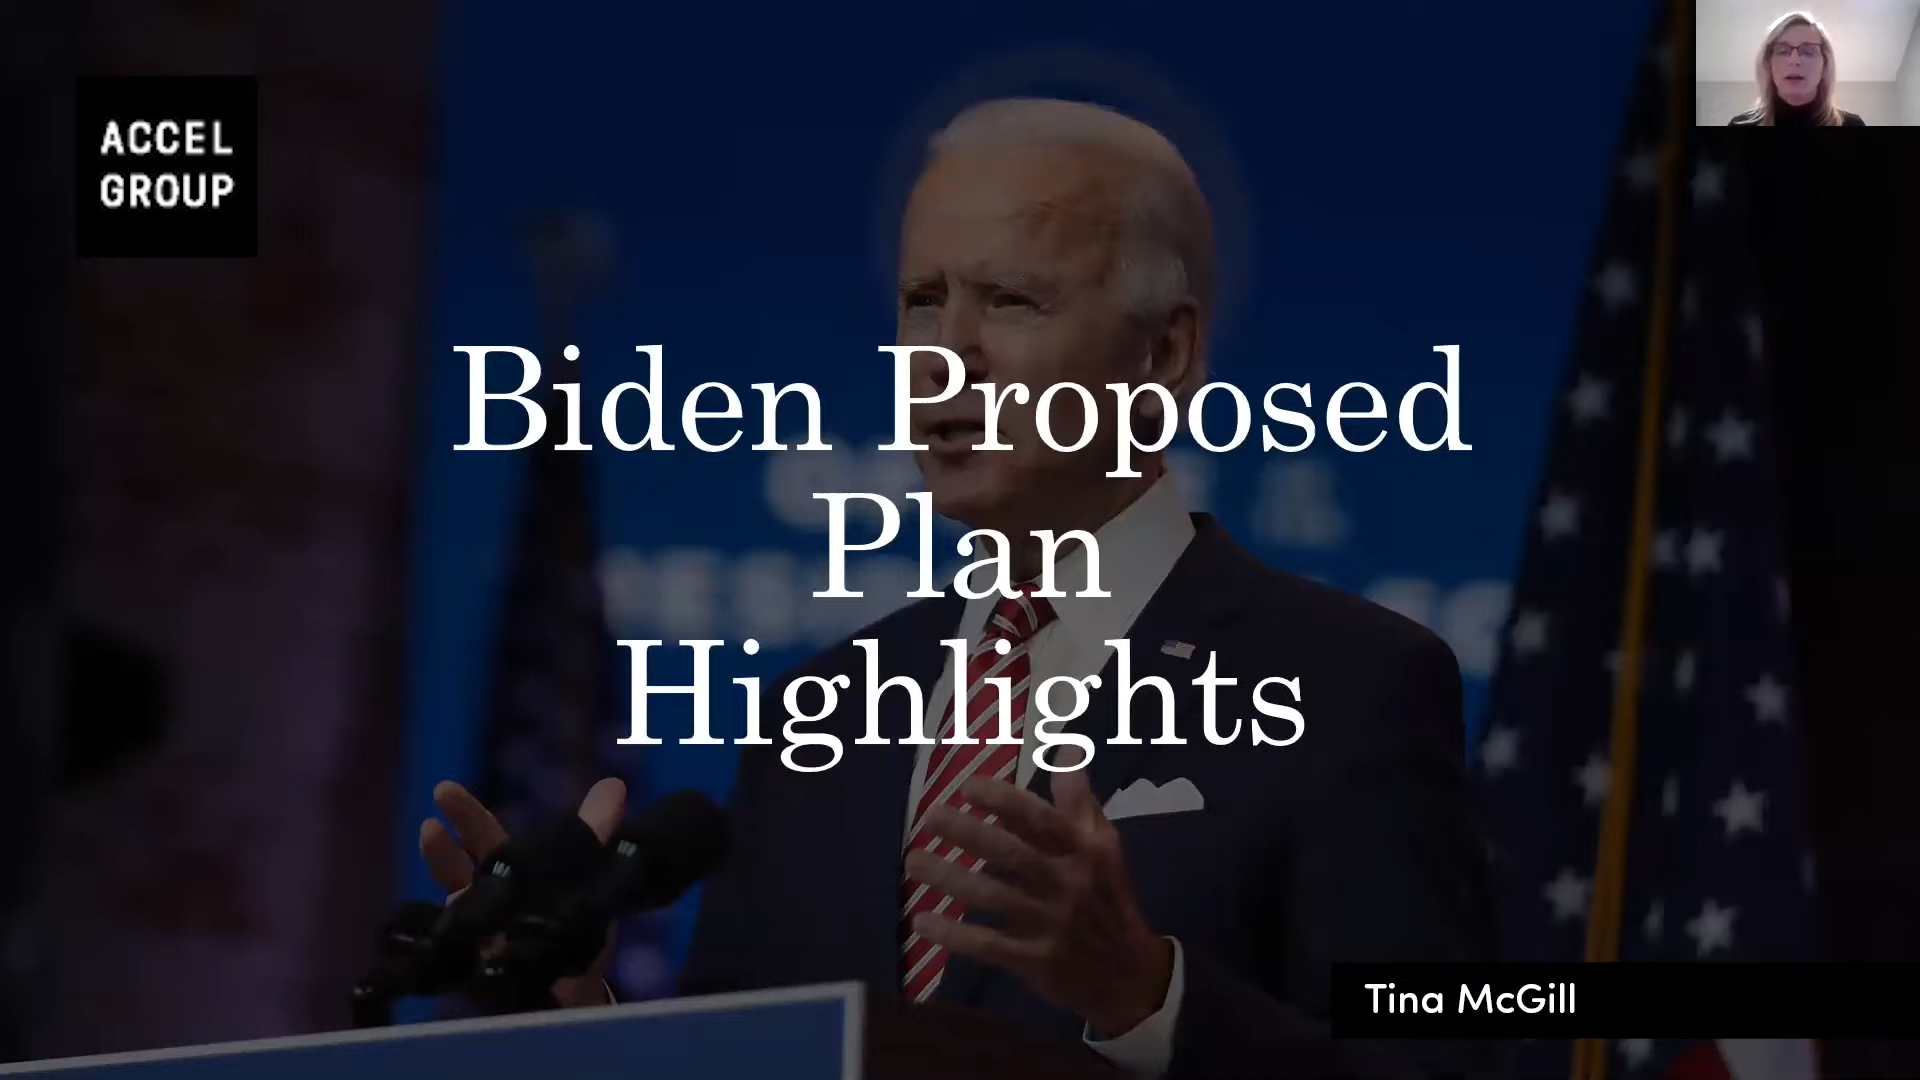 ACCEL
GROUP
Biden Proposed
Plan
Highlights
Tina McGill